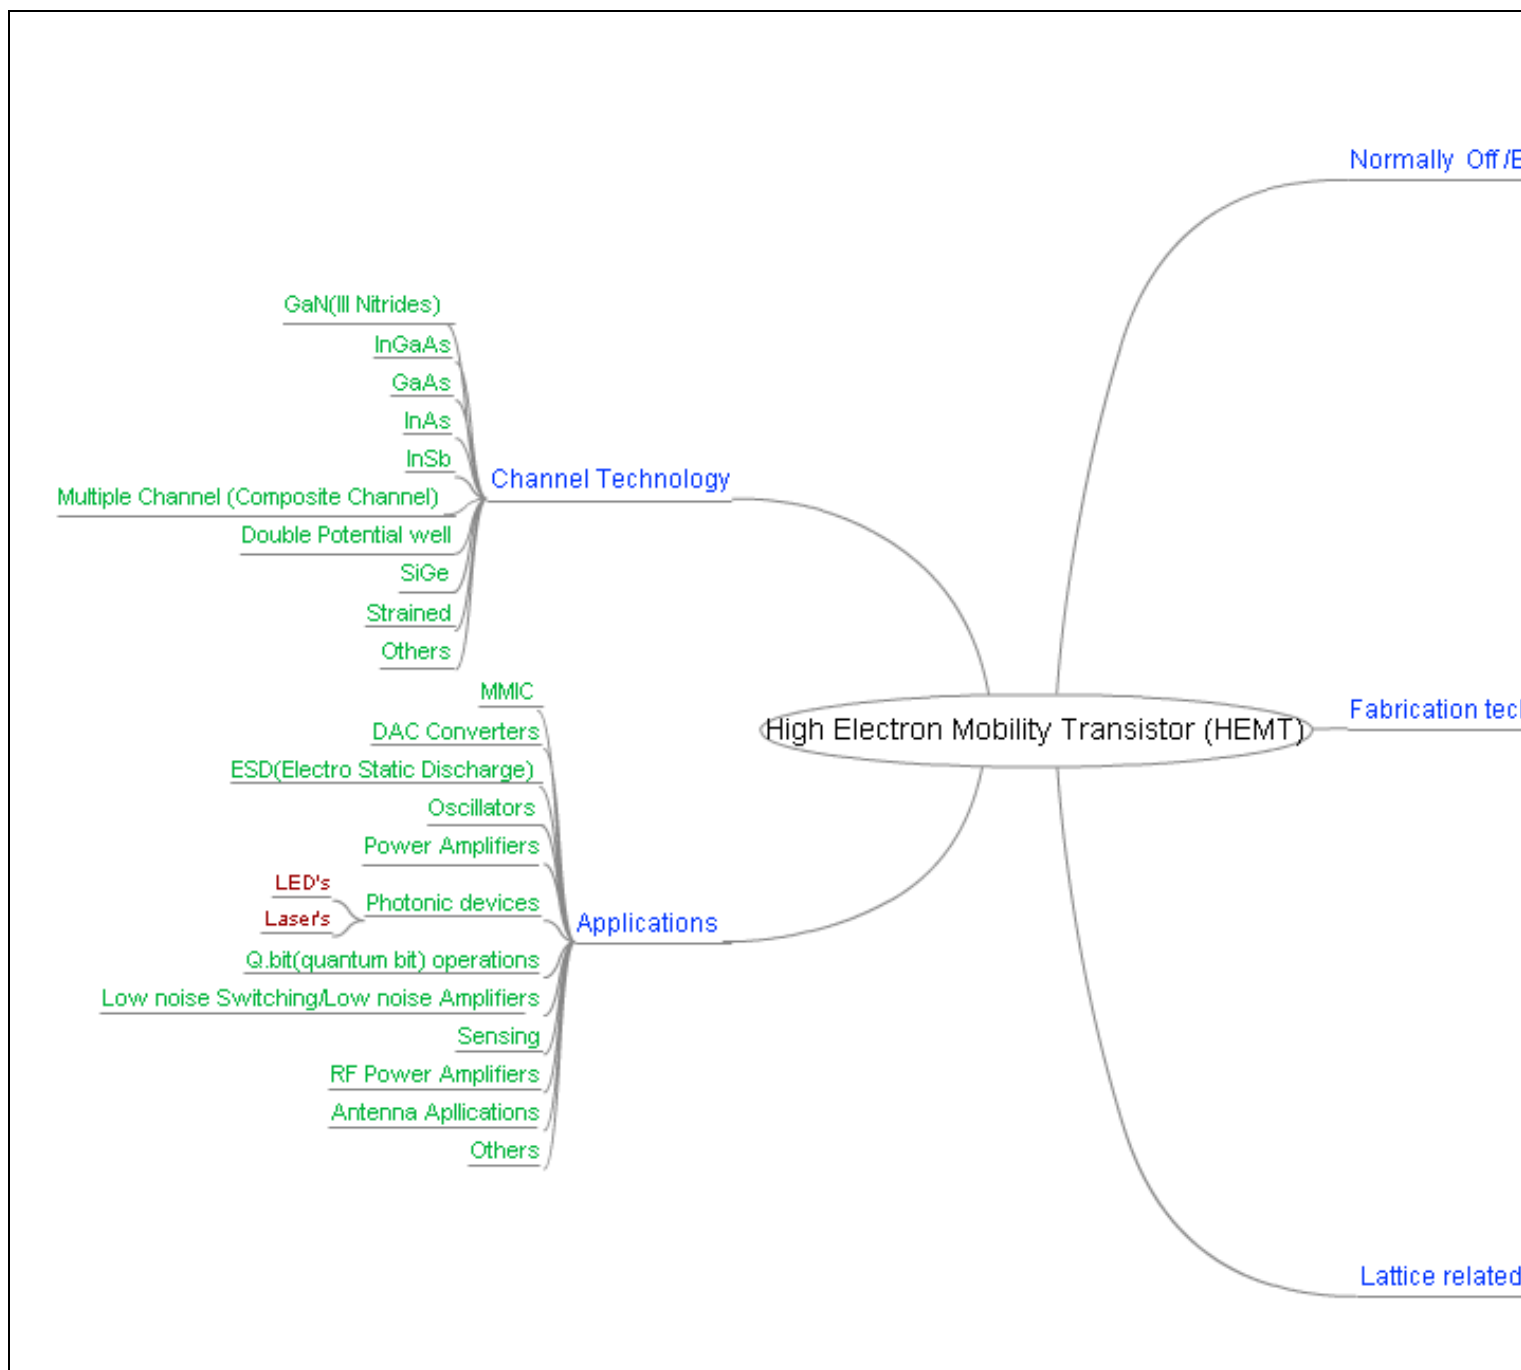 Normally Off/E
GaN(III Nitrides)
InGaAs
GaAs
InAs
InSb
Multiple Channel (Composite Channel)
Double Potential well
SiGe
Strained
Others
Channel Technology
MMIC
DAC Converters
ESD(Electro Static Discharge)
Oscillators
Power Amplifiers
LED's
Laser's
Photonic devices
Q.bit(quantum bit) operations
Low noise Switching/Low noise Amplifiers
Sensing
RF Power Amplifiers
Antenna Apllications
Others
Applications
High Electron Mobility Transistor (HEMT)
Fabrication tec
Lattice related